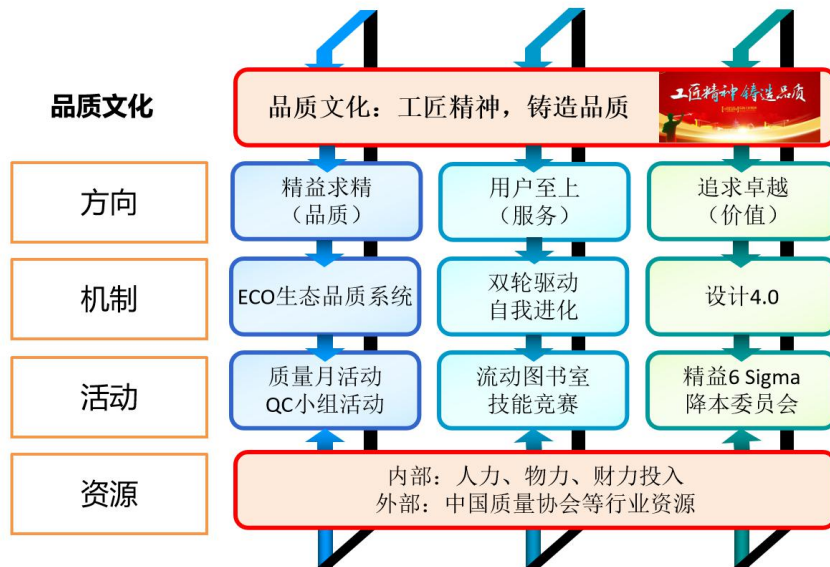 品质文化
品质文化：工匠精神，铸造品质
工匠精神 铸造品质
方向
精益求精
（品质）
用户至上
（服务）
追求卓越
（价值）
机制
ECO生态品质系统
双轮驱动
自我进化
设计4.0
活动
质量月活动
QC小组活动
流动图书室
技能竞赛
精益6 Sigma
降本委员会
资源
内部：人力、物力、财力投入
外部：中国质量协会等行业资源